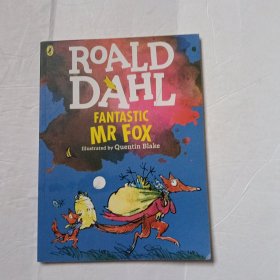 ROALD
DAHL
FANTASTIC
MR FOX
Illustrated by Quentin Blake